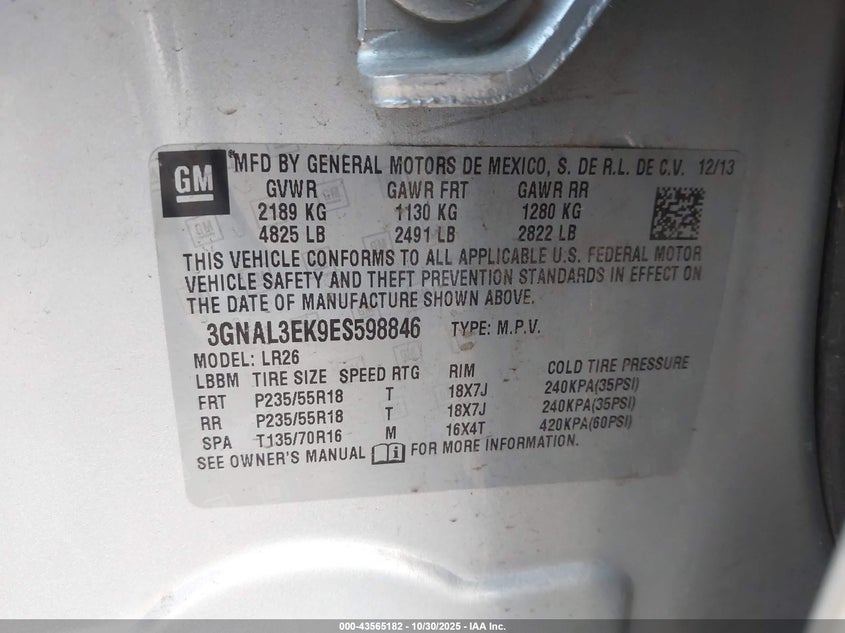 GM
*MFD BY GENERAL MOTORS DE MEXICO, S. DE R.L. DE C.V. 12/13
GVWR GAWR FRT GAWR RR
2189 KG 1130 KG 1280 KG
4825 LB 2491 LB 2822 LB
THIS VEHICLE CONFORMS TO ALL APPLICABLE U.S. FEDERAL MOTOR
VEHICLE SAFETY AND THEFT PREVENTION STANDARDS IN EFFECT ON
THE DATE OF MANUFACTURE SHOWN ABOVE.
3GNAL3EK9ES598846 TYPE: M.P.V.
MODEL: LR26
LBBM TIRE SIZE SPEED RTG RIM COLD TIRE PRESSURE
FRT P235/55R18 T 18X7J 240KPA(35PSI)
RR P235/55R18 T 18X7J 240KPA(35PSI)
SPA T135/70R16 M 16X4T 420KPA(60PSI)
SEE OWNER'S MANUAL i FOR MORE INFORMATION.
000-43565182 - 10/30/2025 - IAA Inc.